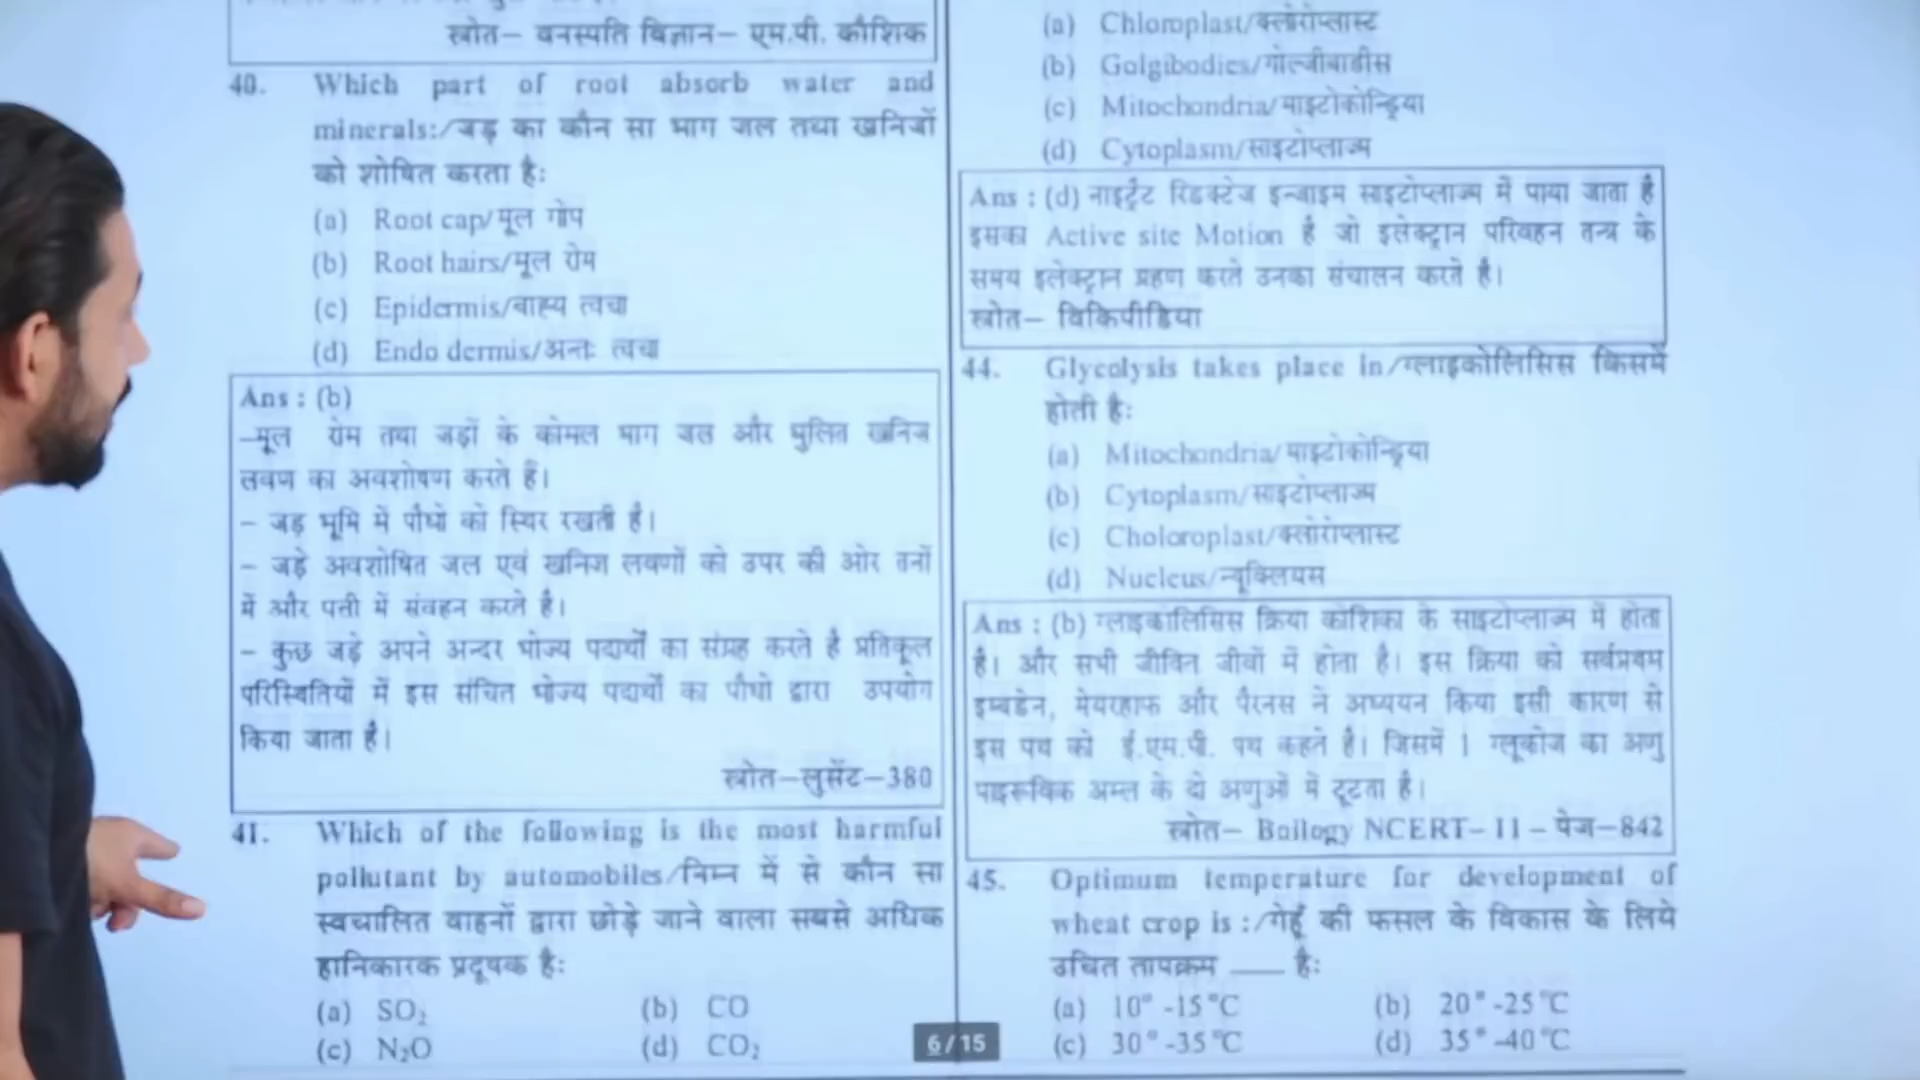 स्त्रोत– वनस्पति विज्ञान– एम.पी. कौशिक
40. Which part of root absorb water and
minerals:/जड़ का कौन सा भाग जल तथा खनिजों
को शोषित करता है:
(a) Root cap/मूल गोप
(b) Root hairs/मूल रोम
(c) Epidermis/बाह्य त्वचा
(d) Endo dermis/अन्तः त्वचा
Ans : (b)
–मूल रोम तथा जड़ों के कोमल भाग जल और घुलित खनिज
लवण का अवशोषण करते हैं।
– जड़ भूमि में पौधो को स्थिर रखती है।
– जड़े अवशोषित जल एवं खनिज लवणों को उपर की ओर तनों
में और पत्ती में संवहन करते है।
– कुछ जड़े अपने अन्दर भोज्य पदार्थों का संग्रह करते है प्रतिकूल
परिस्थितियों में इस संचित भोज्य पदार्थों का पौधो द्वारा उपयोग
किया जाता है।
स्त्रोत–लुसेंट–380
41. Which of the following is the most harmful
pollutant by automobiles/निम्न में से कौन सा
स्वचालित वाहनों द्वारा छोड़े जाने वाला सबसे अधिक
हानिकारक प्रदूषक है:
(a) SO₂ (b) CO
(c) N₂O (d) CO₂
(a) Chloroplast/क्लोरोप्लास्ट
(b) Golgibodies/गोल्जीबाडीस
(c) Mitochondria/माइटोकोन्ड्रिया
(d) Cytoplasm/साइटोप्लाज्म
Ans : (d) नाइट्रेट रिडक्टेज इन्जाइम साइटोप्लाज्म में पाया जाता है
इसका Active site Motion है जो इलेक्ट्रान परिवहन तन्त्र के
समय इलेक्ट्रान ग्रहण करते उनका संचालन करते है।
स्त्रोत– विकिपीडिया
44. Glycolysis takes place in/ग्लाइकोलिसिस किसमें
होती है:
(a) Mitochondria/माइटोकोन्ड्रिया
(b) Cytoplasm/साइटोप्लाज्म
(c) Choloroplast/क्लोरोप्लास्ट
(d) Nucleus/न्यूक्लियस
Ans : (b) ग्लाइकोलिसिस क्रिया कोशिका के साइटोप्लाज्म में होता
है। और सभी जीवित जीवों में होता है। इस क्रिया को सर्वप्रथम
इम्बडेन, मेयरहाफ और पैरनस ने अध्ययन किया इसी कारण से
इस पथ को ई.एम.पी. पथ कहते है। जिसमें 1 ग्लूकोज का अणु
पाइरूविक अम्ल के दो अणुओं में टूटता है।
स्त्रोत– Boilogy NCERT– 11 – पेज–842
45. Optimum temperature for development of
wheat crop is :/गेहूँ की फसल के विकास के लिये
उचित तापक्रम ____ है:
(a) 10° -15°C (b) 20° -25°C
(c) 30° -35°C (d) 35° -40°C
6/15